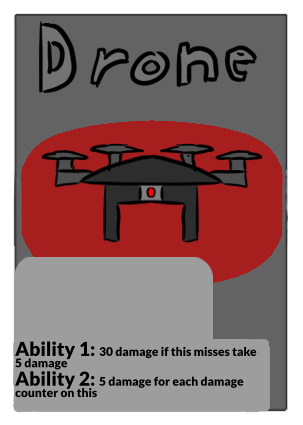 Drone
Ability 1: 30 damage if this misses take
5 damage
Ability 2: 5 damage for each damage
counter on this